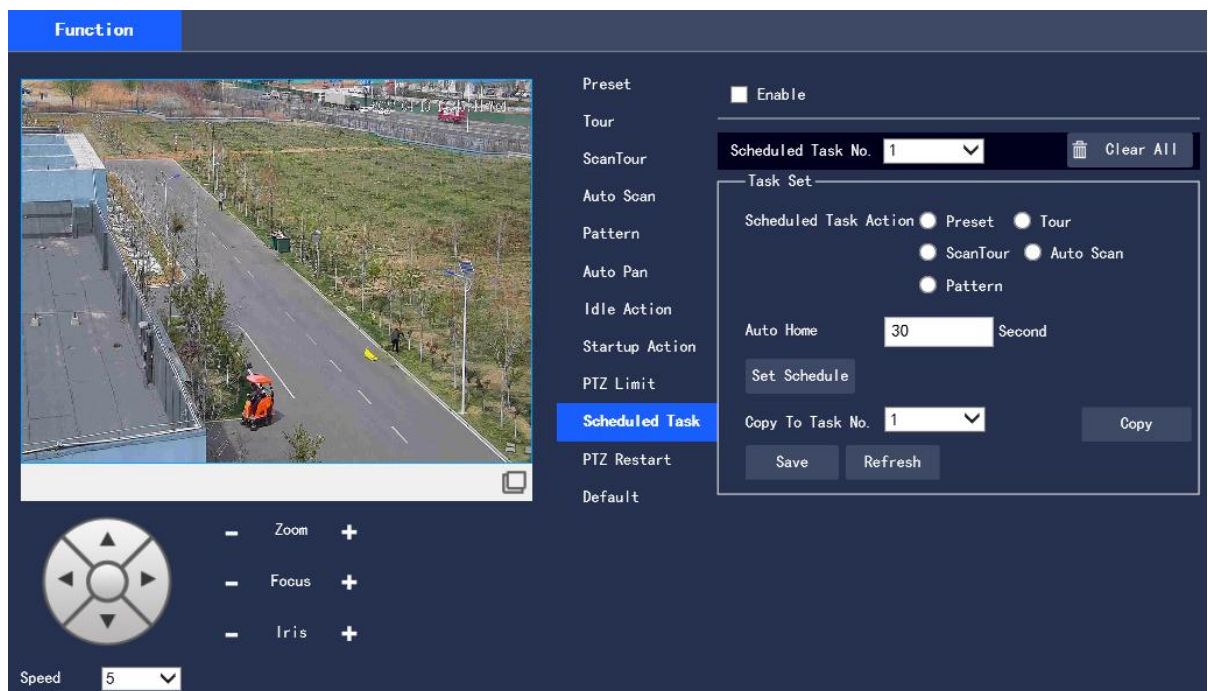 Function
Preset
Tour
ScanTour
Auto Scan
Pattern
Auto Pan
Idle Action
Startup Action
PTZ Limit
Scheduled Task
PTZ Restart
Default
Enable
Scheduled Task No. 1
Clear All
Task Set
Scheduled Task Action Preset Tour
ScanTour Auto Scan
Pattern
Auto Home 30 Second
Set Schedule
Copy To Task No. 1 Copy
Save Refresh
- Zoom +
- Focus +
- Iris +
Speed 5